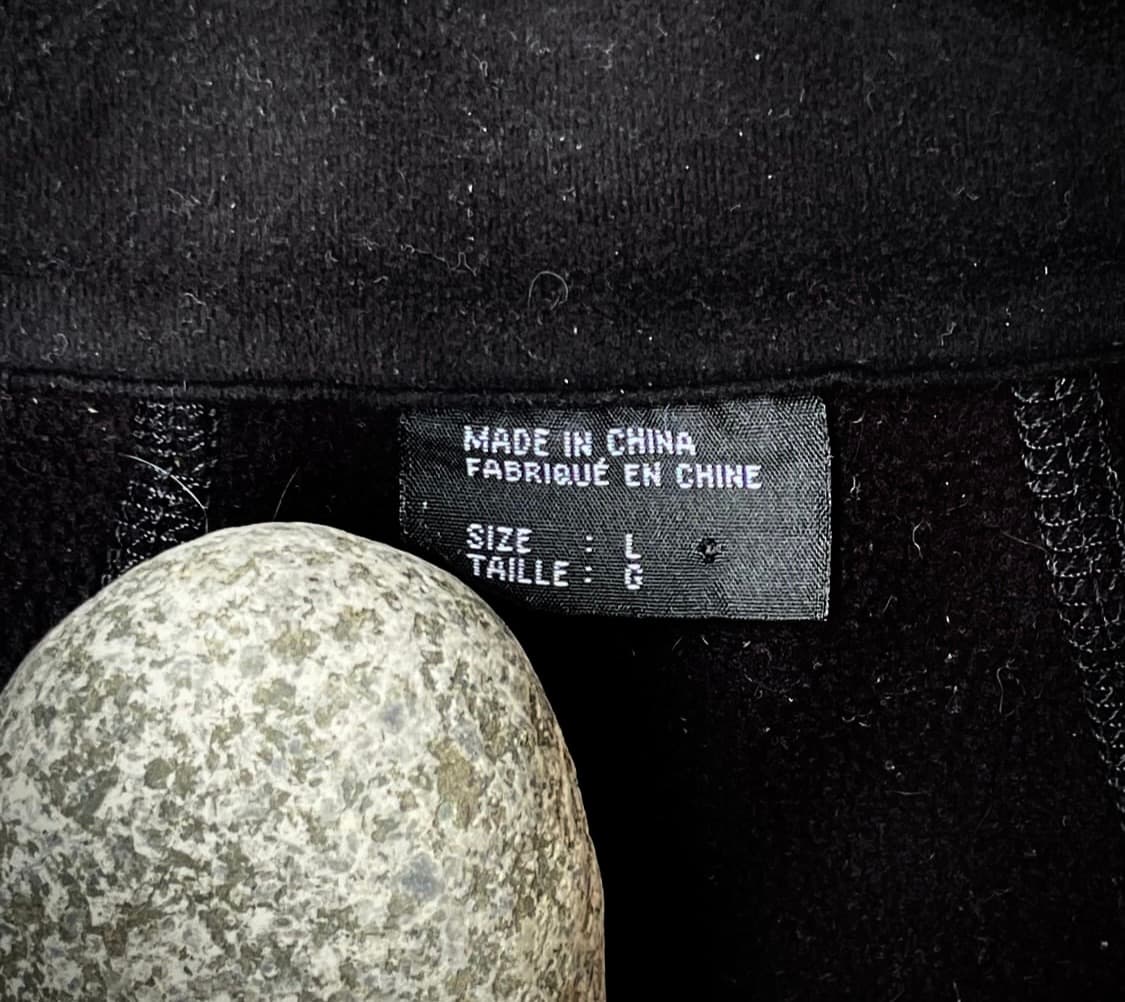 MADE IN CHINA
FABRIQUÉ EN CHINE
SIZE : L
TAILLE : G